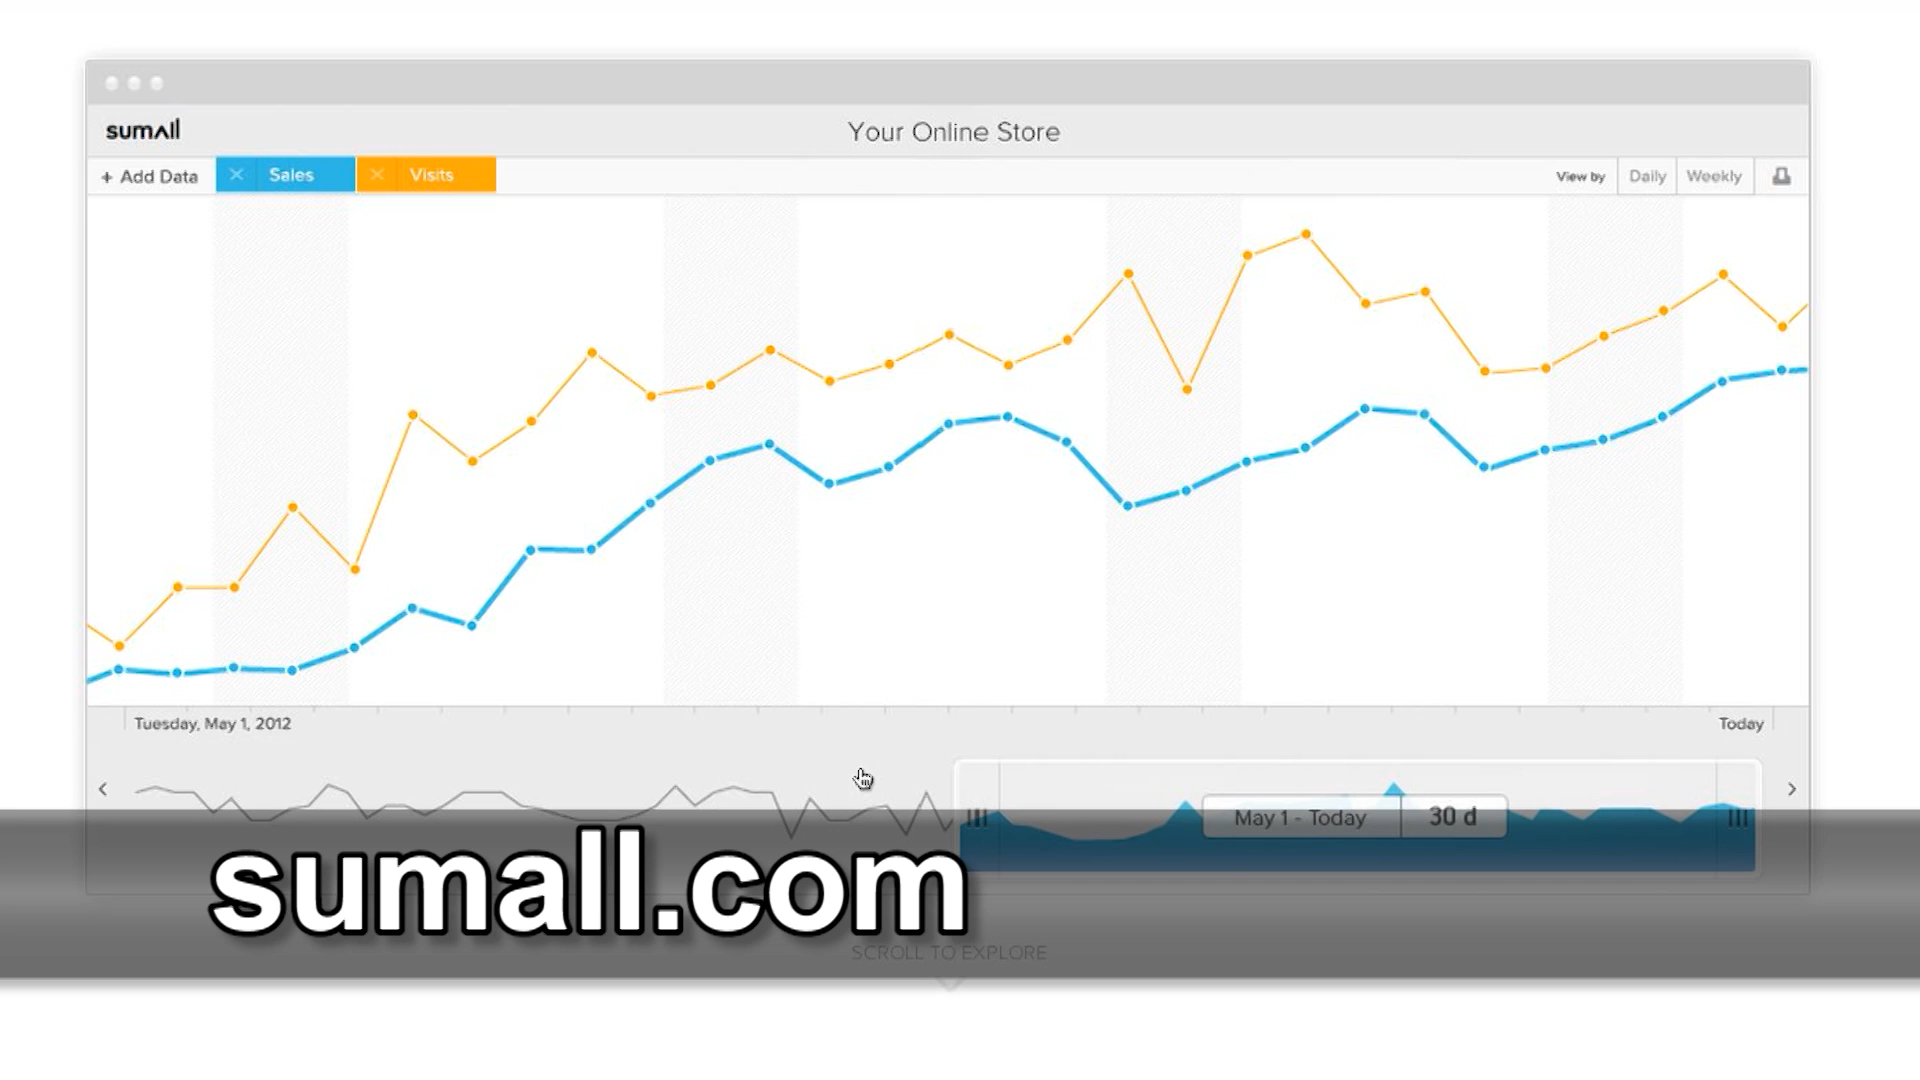 sumall
Your Online Store
+ Add Data
× Sales
× Visits
View by
Daily
Weekly
Tuesday, May 1, 2012
Today
May 1 - Today
30 d
sumall.com
SCROLL TO EXPLORE